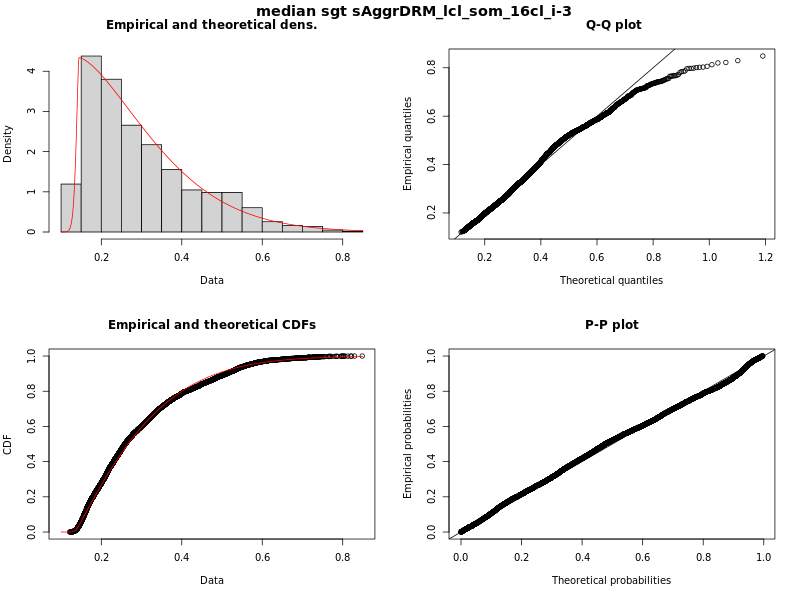 median sgt sAggrDRM_lcl_som_16cl_i-3
Empirical and theoretical dens.
Density
0 1 2 3 4
0.2 0.4 0.6 0.8
Data
Q-Q plot
Empirical quantiles
0.2 0.4 0.6 0.8
0.2 0.4 0.6 0.8 1.0 1.2
Theoretical quantiles
Empirical and theoretical CDFs
CDF
0.0 0.2 0.4 0.6 0.8 1.0
0.2 0.4 0.6 0.8
Data
P-P plot
Empirical probabilities
0.0 0.2 0.4 0.6 0.8 1.0
0.0 0.2 0.4 0.6 0.8 1.0
Theoretical probabilities